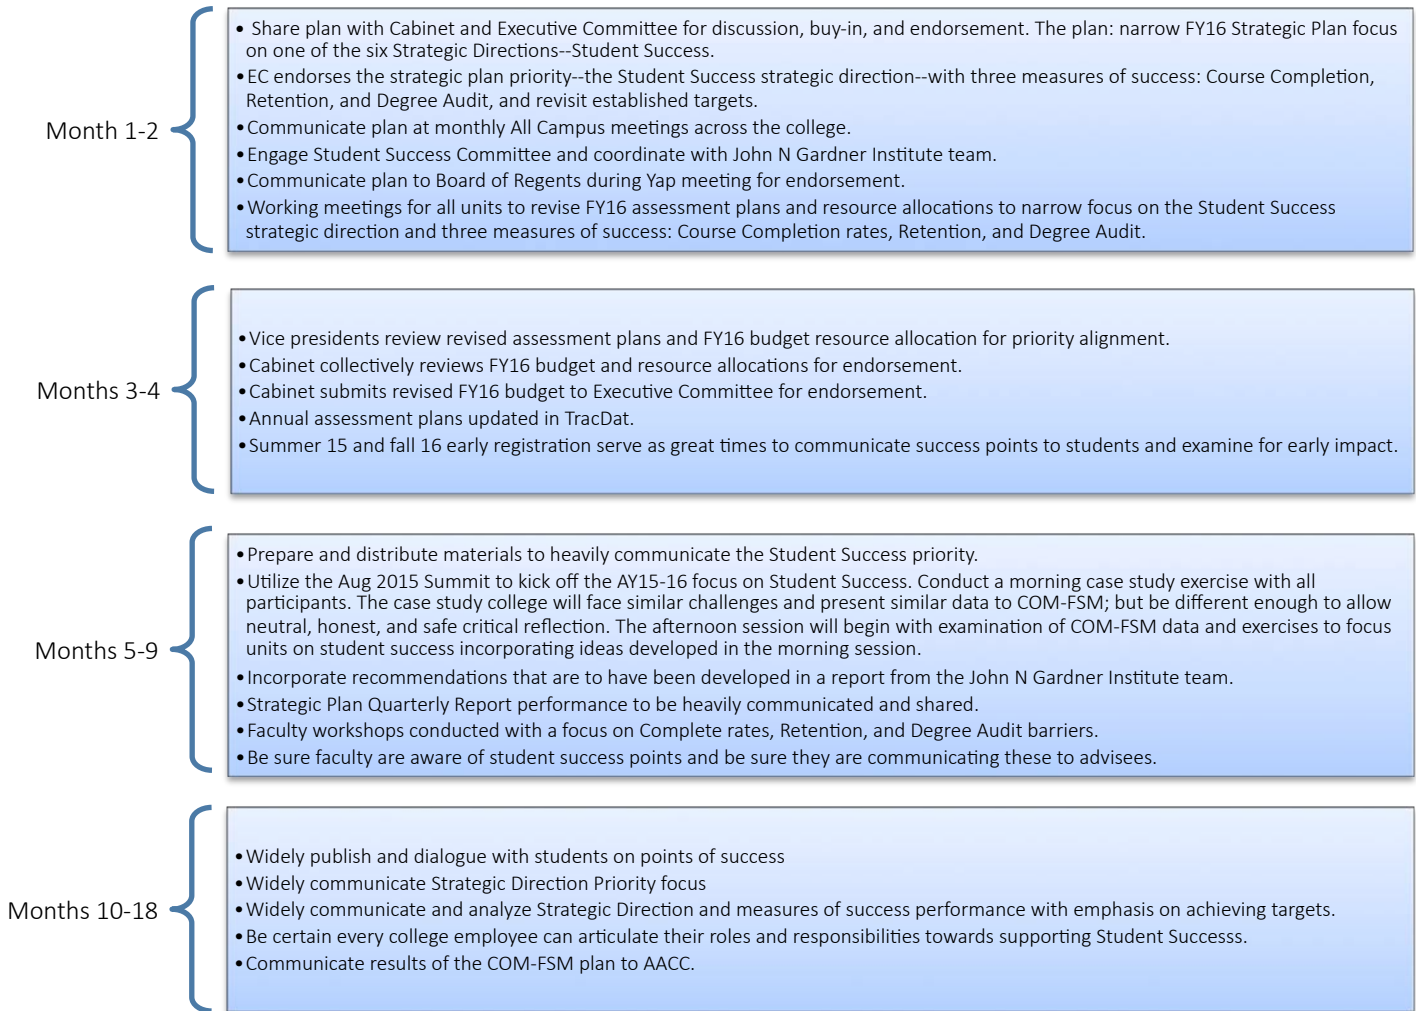 Month 1-2
• Share plan with Cabinet and Executive Committee for discussion, buy-in, and endorsement. The plan: narrow FY16 Strategic Plan focus
on one of the six Strategic Directions--Student Success.
•EC endorses the strategic plan priority--the Student Success strategic direction--with three measures of success: Course Completion,
Retention, and Degree Audit, and revisit established targets.
•Communicate plan at monthly All Campus meetings across the college.
•Engage Student Success Committee and coordinate with John N Gardner Institute team.
•Communicate plan to Board of Regents during Yap meeting for endorsement.
•Working meetings for all units to revise FY16 assessment plans and resource allocations to narrow focus on the Student Success
strategic direction and three measures of success: Course Completion rates, Retention, and Degree Audit.
Months 3-4
•Vice presidents review revised assessment plans and FY16 budget resource allocation for priority alignment.
•Cabinet collectively reviews FY16 budget and resource allocations for endorsement.
•Cabinet submits revised FY16 budget to Executive Committee for endorsement.
•Annual assessment plans updated in TracDat.
•Summer 15 and fall 16 early registration serve as great times to communicate success points to students and examine for early impact.
Months 5-9
•Prepare and distribute materials to heavily communicate the Student Success priority.
•Utilize the Aug 2015 Summit to kick off the AY15-16 focus on Student Success. Conduct a morning case study exercise with all
participants. The case study college will face similar challenges and present similar data to COM-FSM; but be different enough to allow
neutral, honest, and safe critical reflection. The afternoon session will begin with examination of COM-FSM data and exercises to focus
units on student success incorporating ideas developed in the morning session.
•Incorporate recommendations that are to have been developed in a report from the John N Gardner Institute team.
•Strategic Plan Quarterly Report performance to be heavily communicated and shared.
•Faculty workshops conducted with a focus on Complete rates, Retention, and Degree Audit barriers.
•Be sure faculty are aware of student success points and be sure they are communicating these to advisees.
Months 10-18
•Widely publish and dialogue with students on points of success
•Widely communicate Strategic Direction Priority focus
•Widely communicate and analyze Strategic Direction and measures of success performance with emphasis on achieving targets.
•Be certain every college employee can articulate their roles and responsibilities towards supporting Student Successs.
•Communicate results of the COM-FSM plan to AACC.